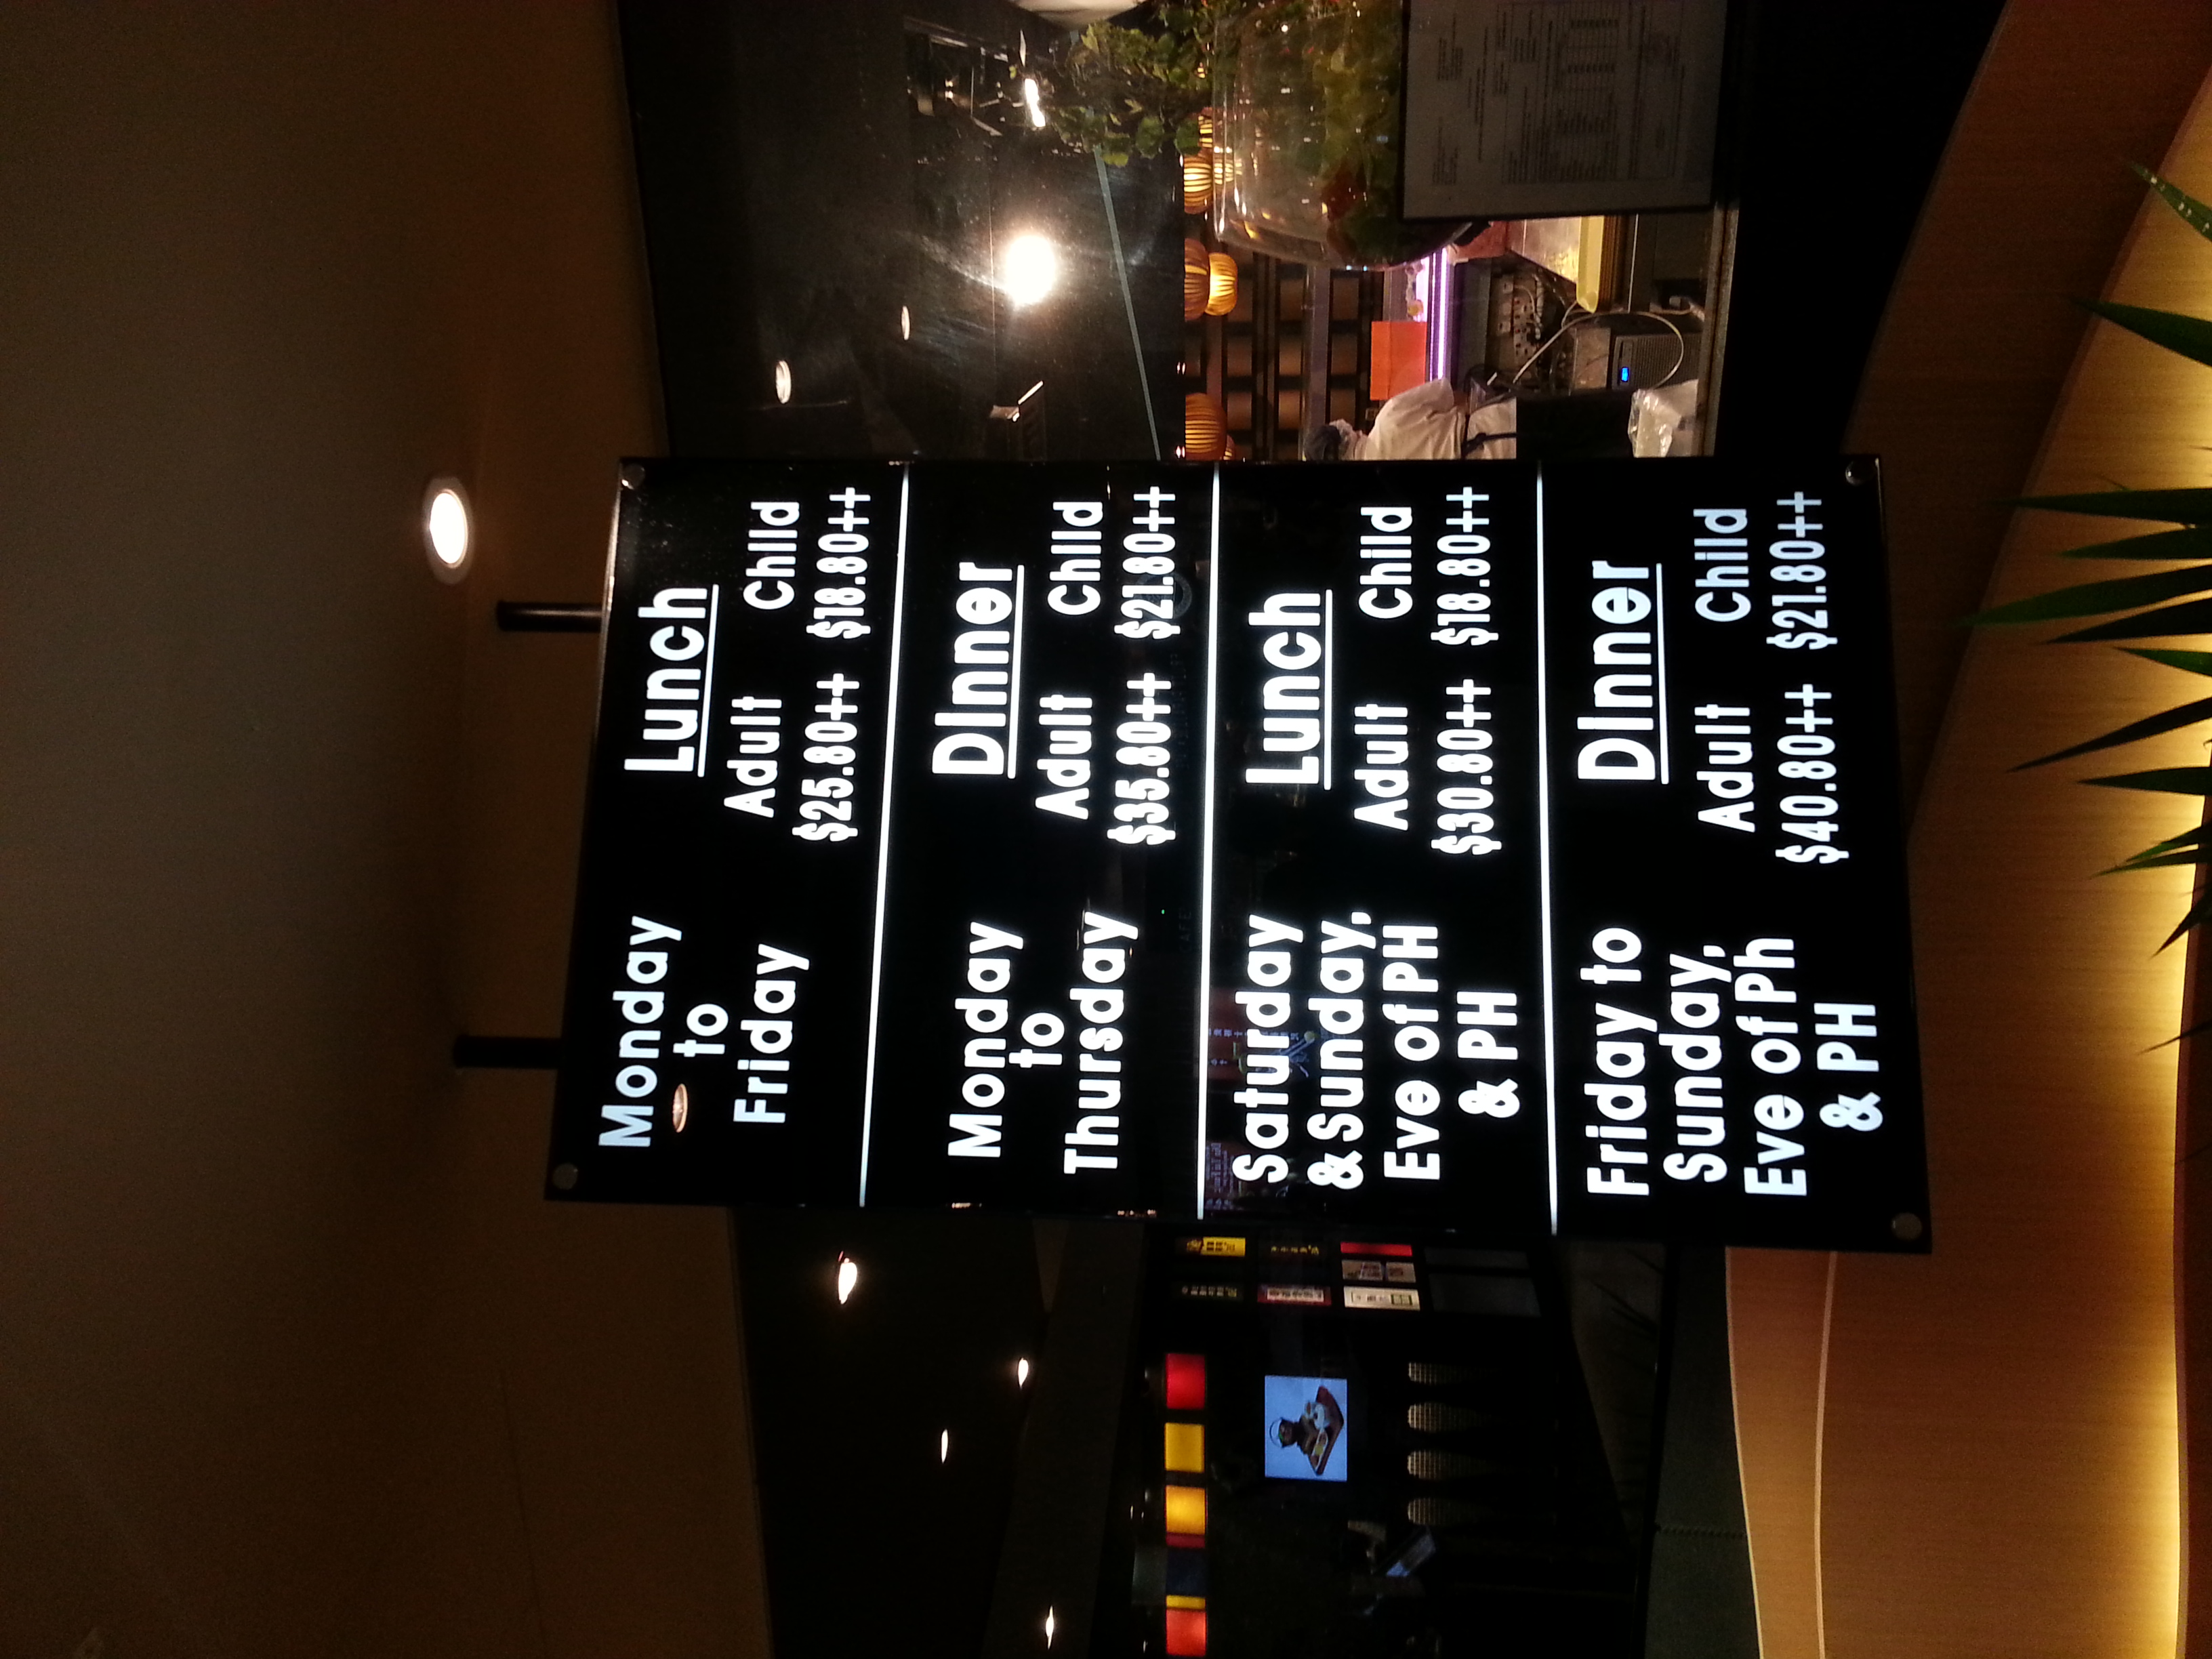 Monday
to
Friday
Lunch
Adult Child
$25.80++ $18.80++
Monday
to
Thursday
DInner
Adult Child
$35.80++ $21.80++
Saturday
& Sunday,
Eve of PH
& PH
Lunch
Adult Child
$30.80++ $18.80++
Friday to
Sunday,
Eve of Ph
& PH
DInner
Adult Child
$40.80++ $21.80++